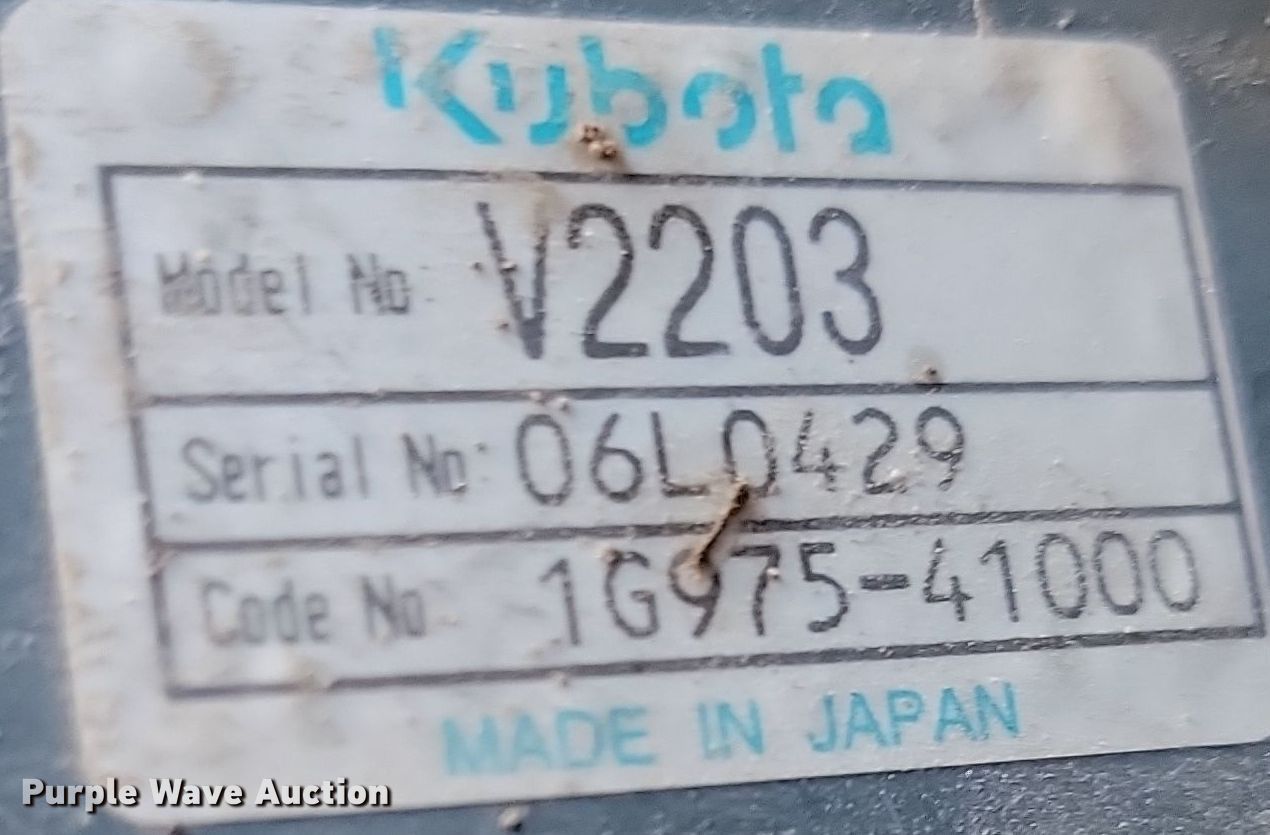 Kubota
Model No: V2203
Serial No: 06L0429
Code No 1G975-41000
MADE IN JAPAN
Purple Wave Auction